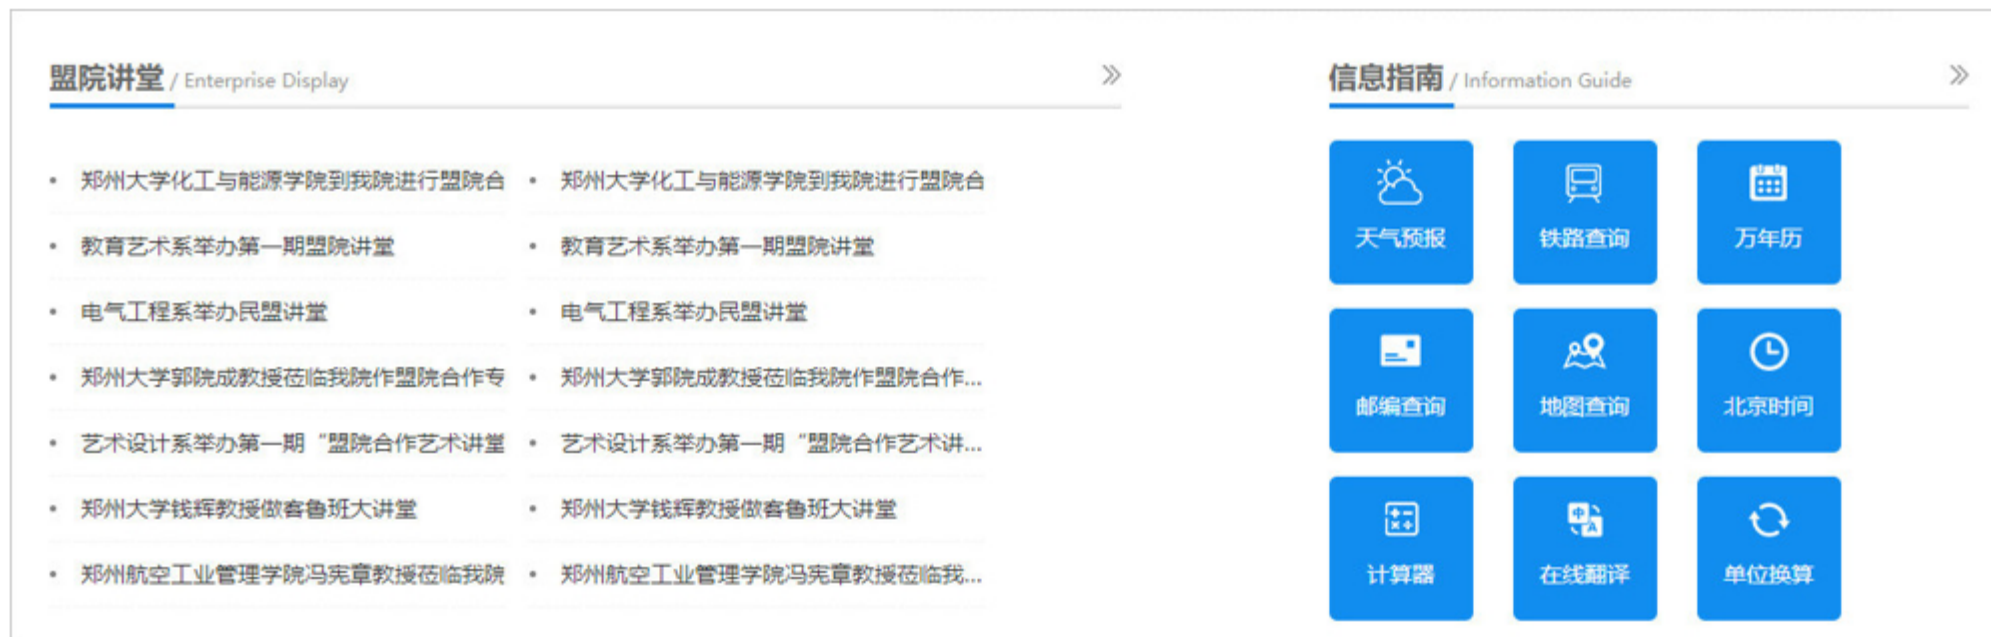 盟院讲堂 / Enterprise Display
郑州大学化工与能源学院到我院进行盟院合
教育艺术系举办第一期盟院讲堂
电气工程系举办民盟讲堂
郑州大学郭院成教授莅临我院作盟院合作专
艺术设计系举办第一期“盟院合作艺术讲堂
郑州大学钱辉教授做客鲁班大讲堂
郑州航空工业管理学院冯宪章教授莅临我院
郑州大学化工与能源学院到我院进行盟院合
教育艺术系举办第一期盟院讲堂
电气工程系举办民盟讲堂
郑州大学郭院成教授莅临我院作盟院合作...
艺术设计系举办第一期“盟院合作艺术讲...
郑州大学钱辉教授做客鲁班大讲堂
郑州航空工业管理学院冯宪章教授莅临我...
信息指南 / Information Guide
天气预报
铁路查询
万年历
邮编查询
地图查询
北京时间
计算器
在线翻译
单位换算